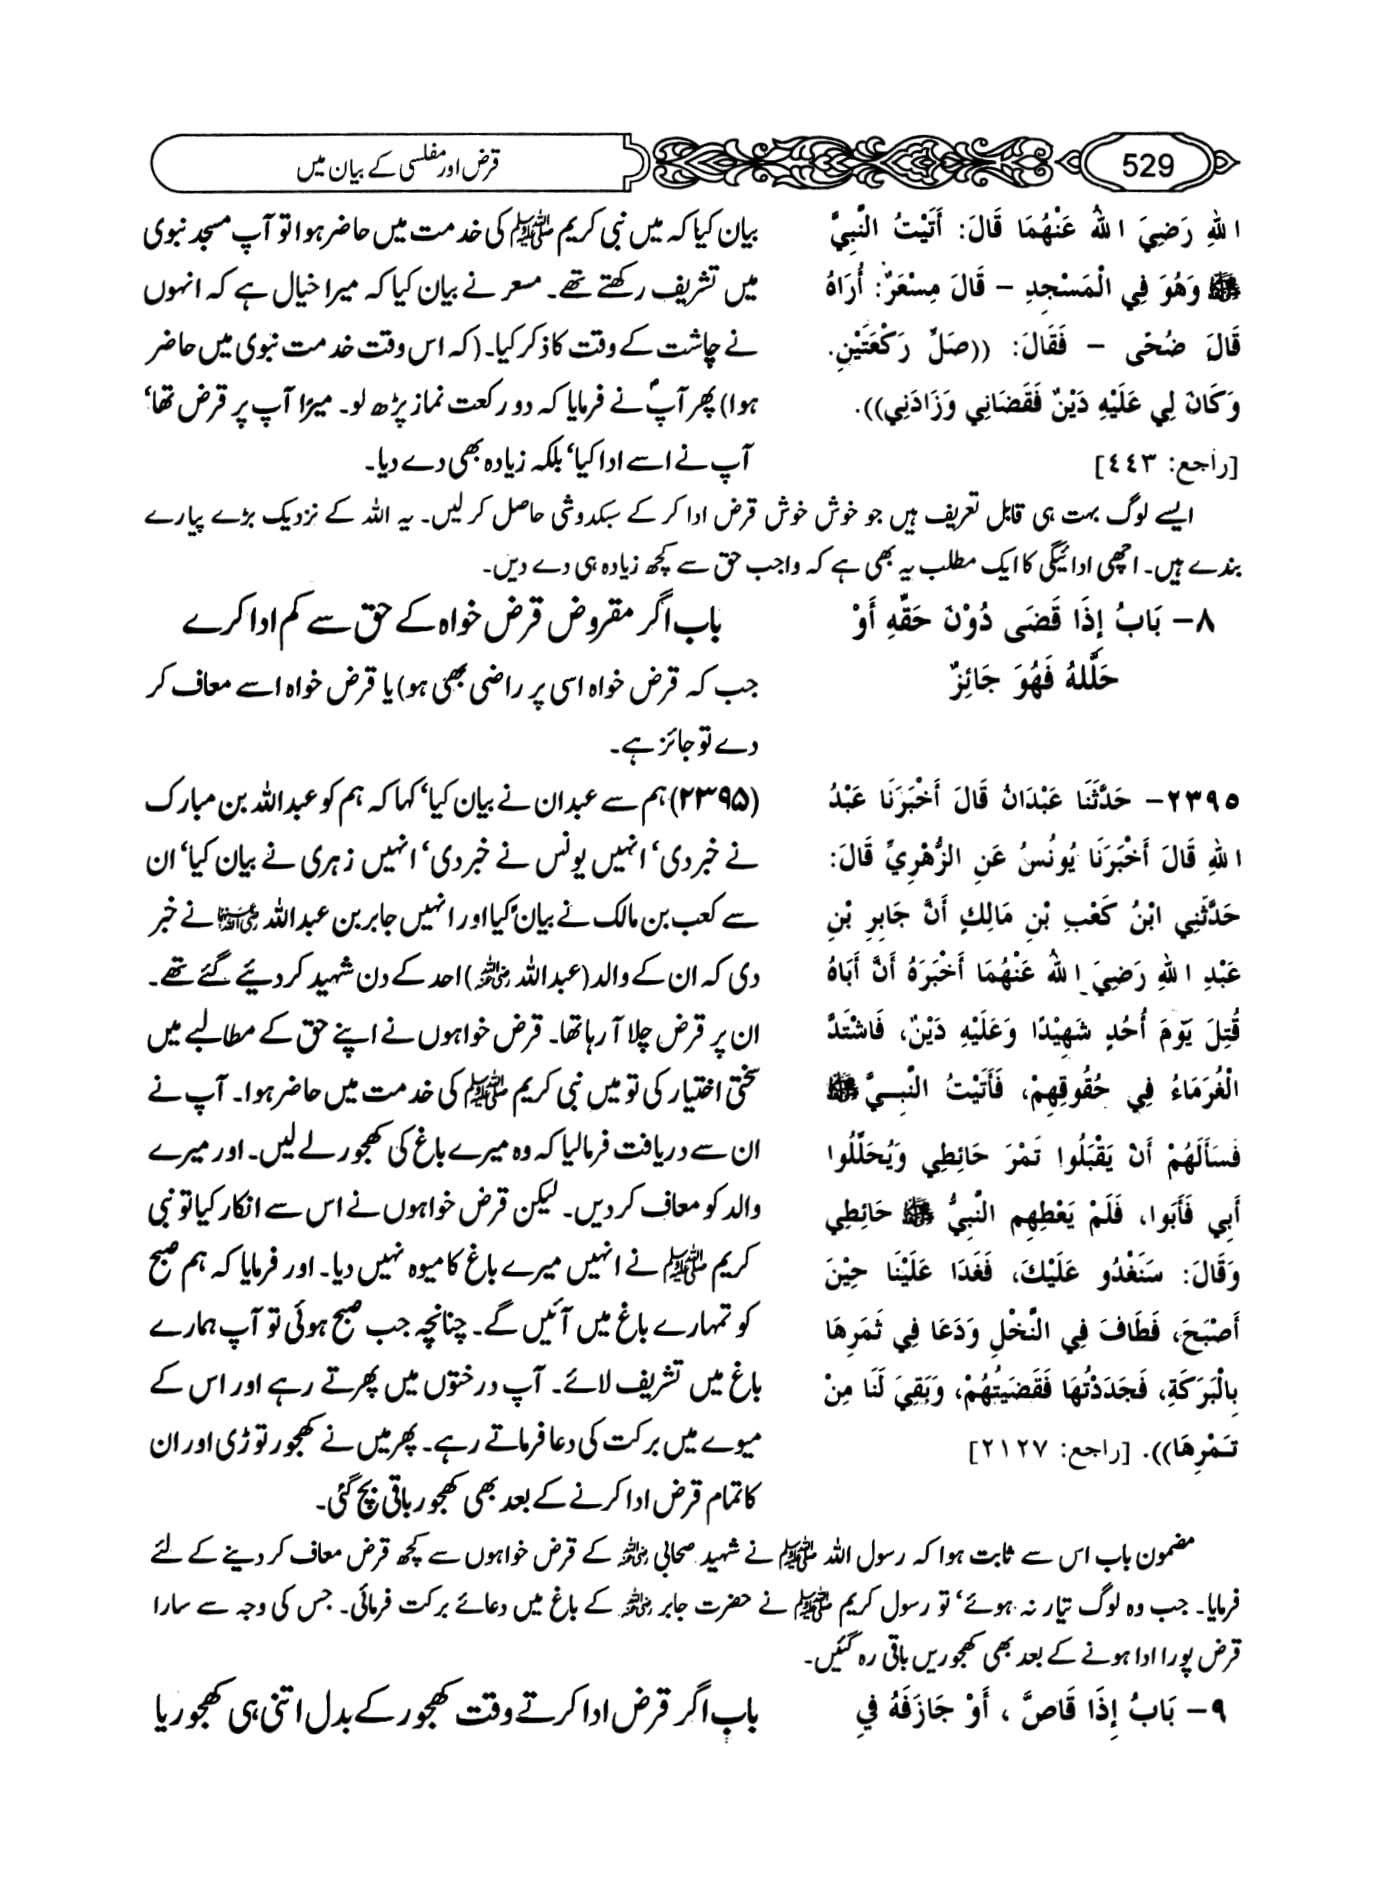 529
قرض اور مفلسی کے بیان میں
اللهِ رَضِيَ اللهُ عَنْهُمَا قَالَ: أَتَيْتُ النَّبِيَّ
ﷺ وَهُوَ فِي الْمَسْجِدِ – قَالَ مِسْعَرٌ: أُرَاهُ
قَالَ ضُحًى – فَقَالَ: ((صَلِّ رَكْعَتَيْنِ.
وَكَانَ لِي عَلَيْهِ دَيْنٌ فَقَضَانِي وَزَادَنِي)).
[راجع: ٤٤٣]
بیان کیا کہ میں نبی کریم ﷺ کی خدمت میں حاضر ہوا تو آپ مسجد نبوی
میں تشریف رکھتے تھے۔ مسعر نے بیان کیا کہ میرا خیال ہے کہ انہوں
نے چاشت کے وقت کا ذکر کیا۔ (کہ اس وقت خدمت نبوی میں حاضر
ہوا) پھر آپؐ نے فرمایا کہ دو رکعت نماز پڑھ لو۔ میرا آپ پر قرض تھا‘
آپ نے اسے ادا کیا‘ بلکہ زیادہ بھی دے دیا۔
ایسے لوگ بہت ہی قابل تعریف ہیں جو خوش خوش قرض ادا کر کے سبکدوشی حاصل کر لیں۔ یہ اللہ کے نزدیک بڑے پیارے
بندے ہیں۔ اچھی ادائیگی کا ایک مطلب یہ بھی ہے کہ واجب حق سے کچھ زیادہ ہی دے دیں۔
٨– بَابُ إِذَا قَضَى دُوْنَ حَقِّهِ أَوْ
حَلَّلَهُ فَهُوَ جَائِزٌ
باب اگر مقروض قرض خواہ کے حق سے کم ادا کرے
جب کہ قرض خواہ اسی پر راضی بھی ہو) یا قرض خواہ اسے معاف کر
دے تو جائز ہے۔
٢٣٩٥– حَدَّثَنَا عَبْدَانُ قَالَ أَخْبَرَنَا عَبْدُ
اللهِ قَالَ أَخْبَرَنَا يُونُسُ عَنِ الزُّهْرِيِّ قَالَ:
حَدَّثَنِي ابْنُ كَعْبِ بْنِ مَالِكٍ أَنَّ جَابِرِ بْنِ
عَبْدِ اللهِ رَضِيَ اللهُ عَنْهُمَا أَخْبَرَهُ أَنَّ أَبَاهُ
قُتِلَ يَوْمَ أُحُدٍ شَهِيْدًا وَعَلَيْهِ دَيْنٌ، فَاشْتَدَّ
الْغُرَمَاءُ فِي حُقُوقِهِمْ، فَأَتَيْتُ النَّبِيَّ ﷺ
فَسَأَلَهُمْ أَنْ يَقْبَلُوا تَمْرَ حَائِطِي وَيُحَلِّلُوا
أَبِي فَأَبَوا، فَلَمْ يَعْطِهِم النَّبِيُّ ﷺ حَائِطِي
وَقَالَ: سَنَغْدُو عَلَيْكَ، فَغَدَا عَلَيْنَا حِيْنَ
أَصْبَحَ، فَطَافَ فِي النَّخْلِ وَدَعَا فِي ثَمَرِهَا
بِالْبَرَكَةِ، فَجَدَدْتُهَا فَقَضَيْتُهُمْ، وَبَقِيَ لَنَا مِنْ
تَمْرِهَا)). [راجع: ٢١٢٧]
(۲۳۹۵) ہم سے عبدان نے بیان کیا‘ کہا کہ ہم کو عبداللہ بن مبارک
نے خبر دی‘ انہیں یونس نے خبر دی‘ انہیں زہری نے بیان کیا‘ ان
سے کعب بن مالک نے بیان کیا اور انہیں جابر بن عبداللہ رضی اللہ عنہما نے خبر
دی کہ ان کے والد (عبداللہ رضی اللہ عنہ) احد کے دن شہید کر دیئے گئے تھے۔
ان پر قرض چلا آ رہا تھا۔ قرض خواہوں نے اپنے حق کے مطالبے میں
سختی اختیار کی تو میں نبی کریم ﷺ کی خدمت میں حاضر ہوا۔ آپ نے
ان سے دریافت فرمالیا کہ وہ میرے باغ کی کھجور لے لیں۔ اور میرے
والد کو معاف کر دیں۔ لیکن قرض خواہوں نے اس سے انکار کیا تو نبی
کریم ﷺ نے انہیں میرے باغ کا میوہ نہیں دیا۔ اور فرمایا کہ ہم صبح
کو تمہارے باغ میں آئیں گے۔ چنانچہ جب صبح ہوئی تو آپ ہمارے
باغ میں تشریف لائے۔ آپ درختوں میں پھرتے رہے اور اس کے
میوے میں برکت کی دعا فرماتے رہے۔ پھر میں نے کھجور توڑی اور ان
کا تمام قرض ادا کرنے کے بعد بھی کھجور باقی بچ گئی۔
مضمون باب اس سے ثابت ہوا کہ رسول اللہ ﷺ نے شہید صحابی رضی اللہ عنہ کے قرض خواہوں سے کچھ قرض معاف کر دینے کے لئے
فرمایا۔ جب وہ لوگ تیار نہ ہوئے‘ تو رسول کریم ﷺ نے حضرت جابر رضی اللہ عنہ کے باغ میں دعائے برکت فرمائی۔ جس کی وجہ سے سارا
قرض پورا ادا ہونے کے بعد بھی کھجوریں باقی رہ گئیں۔
٩– بَابُ إِذَا قَاصَّ، أَوْ جَازَفَهُ فِي
باب اگر قرض ادا کرتے وقت کھجور کے بدل اتنی ہی کھجور یا